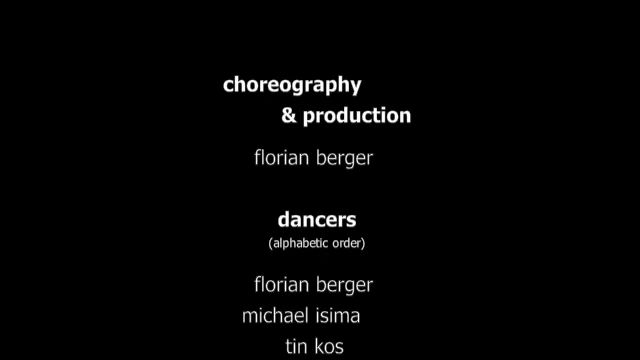 choreography
& production
florian berger
dancers
(alphabetic order)
florian berger
michael isima
tin kos